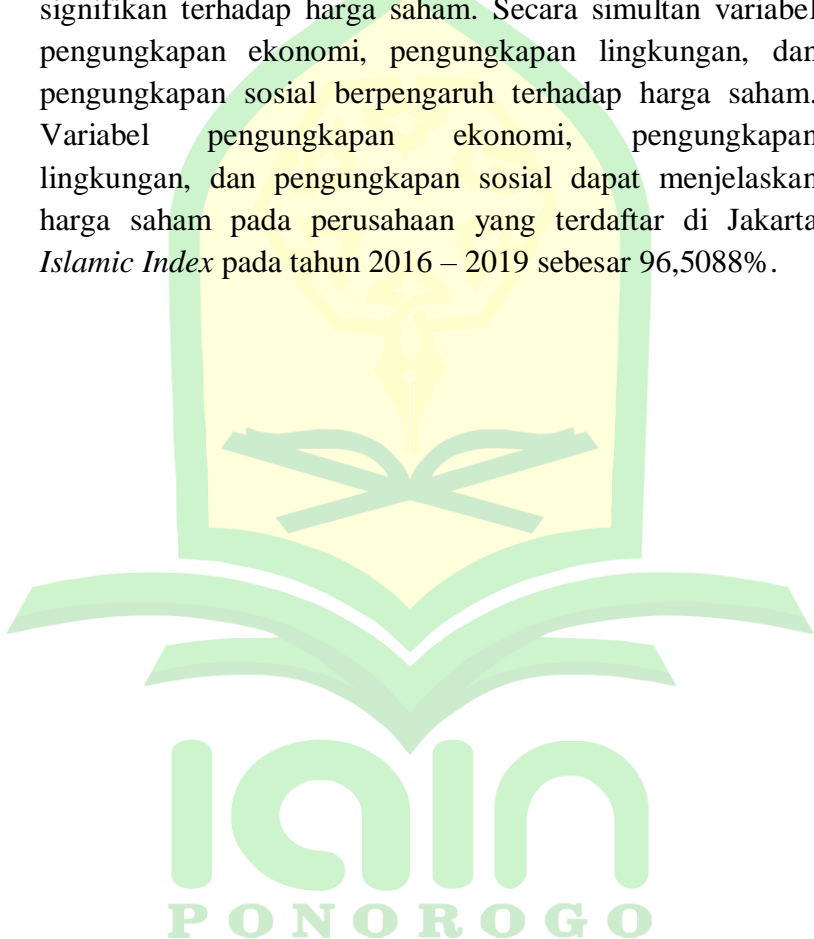 signifikan terhadap harga saham. Secara simultan variabel
pengungkapan ekonomi, pengungkapan lingkungan, dan
pengungkapan sosial berpengaruh terhadap harga saham.
Variabel pengungkapan ekonomi, pengungkapan
lingkungan, dan pengungkapan sosial dapat menjelaskan
harga saham pada perusahaan yang terdaftar di Jakarta
Islamic Index pada tahun 2016 – 2019 sebesar 96,5088%.
iain
PONOROGO